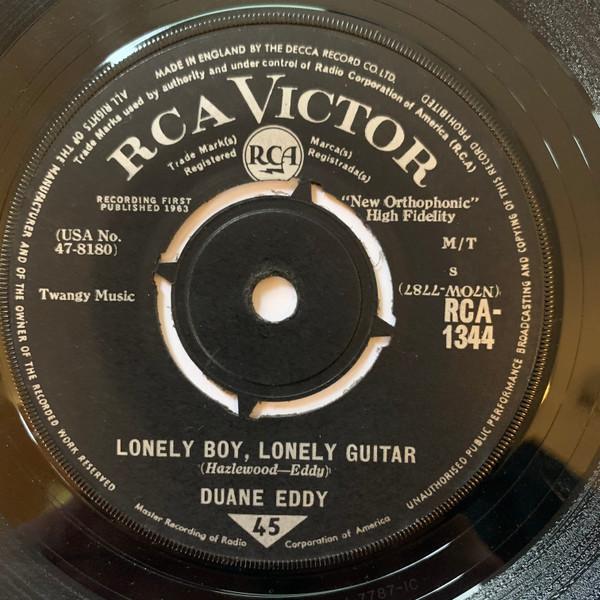 MADE IN ENGLAND BY THE DECCA RECORD CO. LTD.
ALL RIGHTS OF THE MANUFACTURER AND OF THE OWNER OF THE RECORDED WORK RESERVED
UNAUTHORISED PUBLIC PERFORMANCE BROADCASTING AND COPYING OF THIS RECORD PROHIBITED
Trade Marks used by authority and under control of Radio Corporation of America (R.C.A.)
RCA VICTOR
Trade Mark(s)
Registered
RCA
Marca(s)
Registrada(s)
RECORDING FIRST
PUBLISHED 1963
"New Orthophonic"
High Fidelity
(USA No.
47-8180)
M/T
S
Twangy Music
(N7OW-7787)
RCA-
1344
LONELY BOY, LONELY GUITAR
(Hazlewood—Eddy)
DUANE EDDY
45
Master Recording of Radio Corporation of America
7787-1C